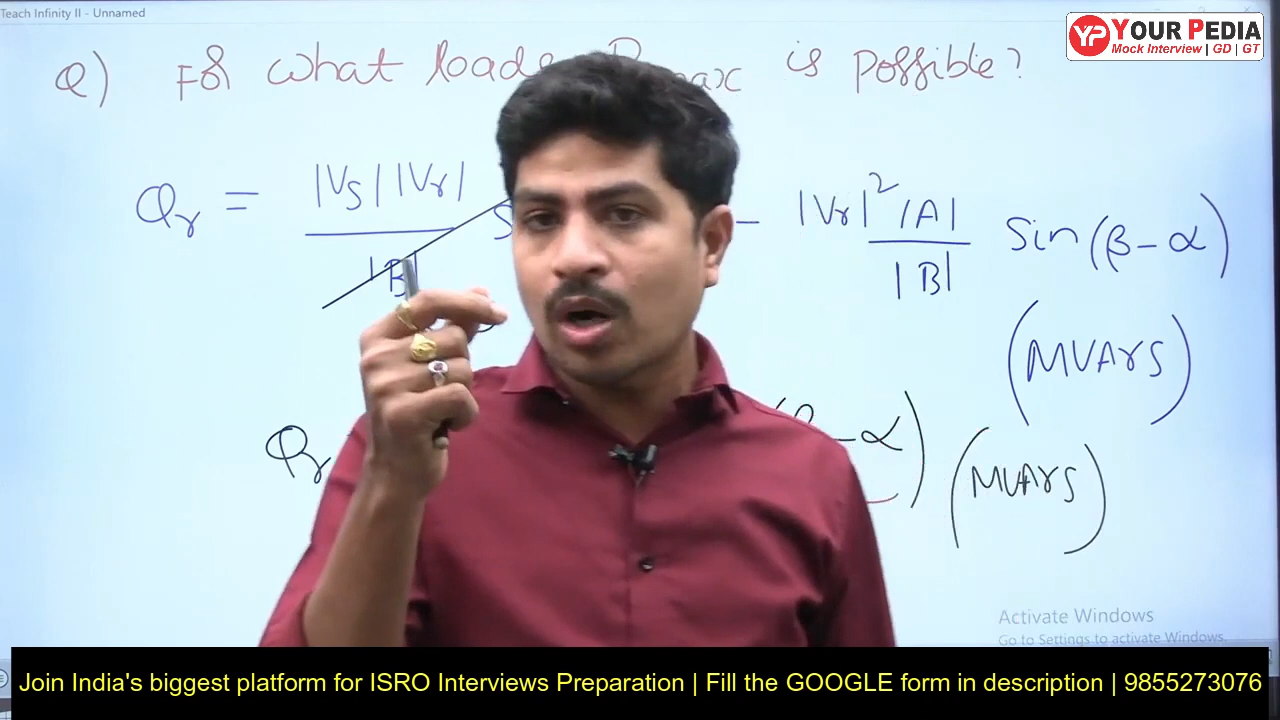 Teach Infinity II - Unnamed
YOUR PEDIA
YP
Mock Interview | GD | GT
Q) For what loads is possible?
Qr = |Vs| |Vr| / |B| S - |Vr|² |A| / |B| Sin (β - α)
(MVArs)
Qr - α) (MVArs)
Activate Windows
Go to Settings to activate Windows.
Join India's biggest platform for ISRO Interviews Preparation | Fill the GOOGLE form in description | 9855273076